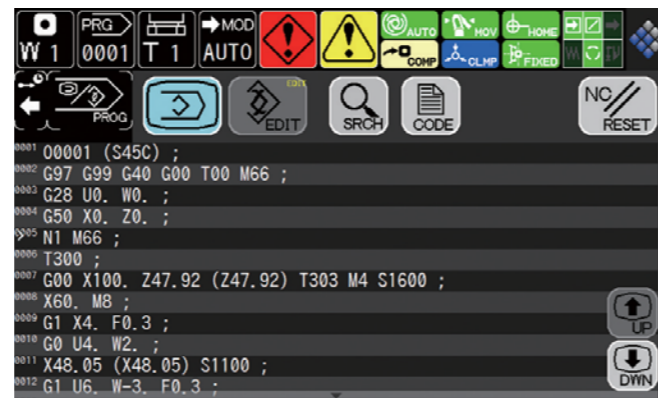 PRG MOD AUTO MOV HOME
W 1 0001 T 1 AUTO COMP CLMP FIXED
PROG EDIT EDIT SRCH CODE NC RESET
0001 O0001 (S45C) ;
0002 G97 G99 G40 G00 T00 M66 ;
0003 G28 U0. W0. ;
0004 G50 X0. Z0. ;
0005 N1 M66 ;
0006 T300 ;
0007 G00 X100. Z47.92 (Z47.92) T303 M4 S1600 ;
0008 X60. M8 ;
0009 G1 X4. F0.3 ;
0010 G0 U4. W2. ;
0011 X48.05 (X48.05) S1100 ;
0012 G1 U6. W-3. F0.3 ;
UP
DWN